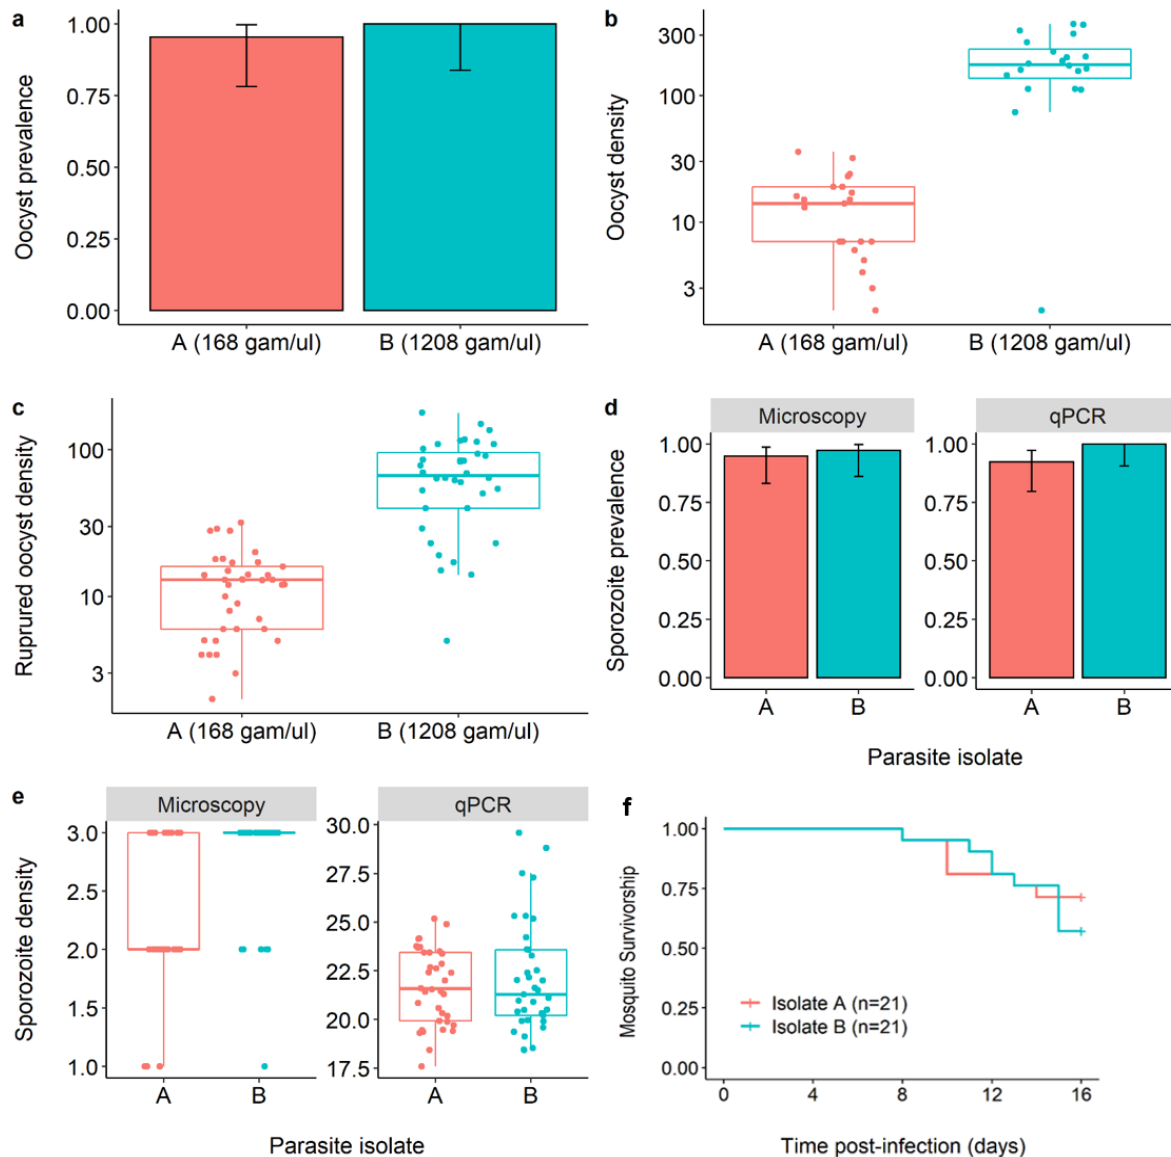 a
1.00
0.75
0.50
0.25
0.00
Oocyst prevalence
A (168 gam/ul)
B (1208 gam/ul)
b
300
100
30
10
3
Oocyst density
A (168 gam/ul)
B (1208 gam/ul)
c
100
30
10
3
Ruprured oocyst density
A (168 gam/ul)
B (1208 gam/ul)
d
Microscopy
qPCR
1.00
0.75
0.50
0.25
0.00
1.00
0.75
0.50
0.25
0.00
Sporozoite prevalence
A
B
A
B
Parasite isolate
e
Microscopy
qPCR
3.0
2.5
2.0
1.5
1.0
30.0
27.5
25.0
22.5
20.0
17.5
Sporozoite density
A
B
A
B
Parasite isolate
f
1.00
0.75
0.50
0.25
0.00
Mosquito Survivorship
Isolate A (n=21)
Isolate B (n=21)
0
4
8
12
16
Time post-infection (days)